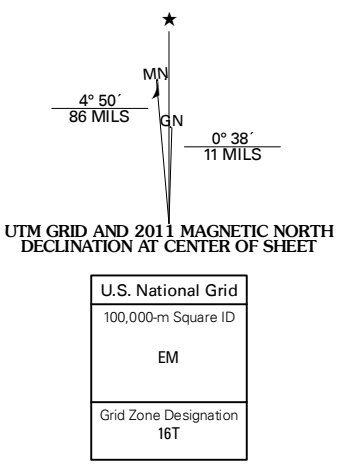 ★
MN
GN
4° 50´
86 MILS
0° 38´
11 MILS
UTM GRID AND 2011 MAGNETIC NORTH
DECLINATION AT CENTER OF SHEET
U.S. National Grid
100,000-m Square ID
EM
Grid Zone Designation
16T